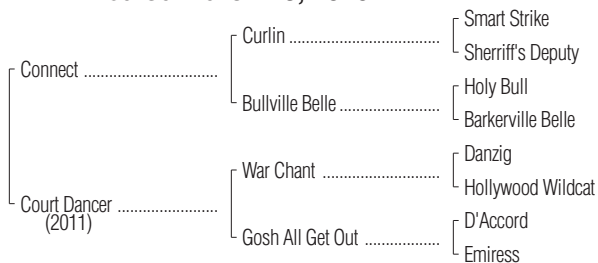 Smart Strike
Curlin
Sherriff's Deputy
Connect
Holy Bull
Bullville Belle
Barkerville Belle
Danzig
War Chant
Hollywood Wildcat
Court Dancer
(2011)
D'Accord
Gosh All Get Out
Emiress